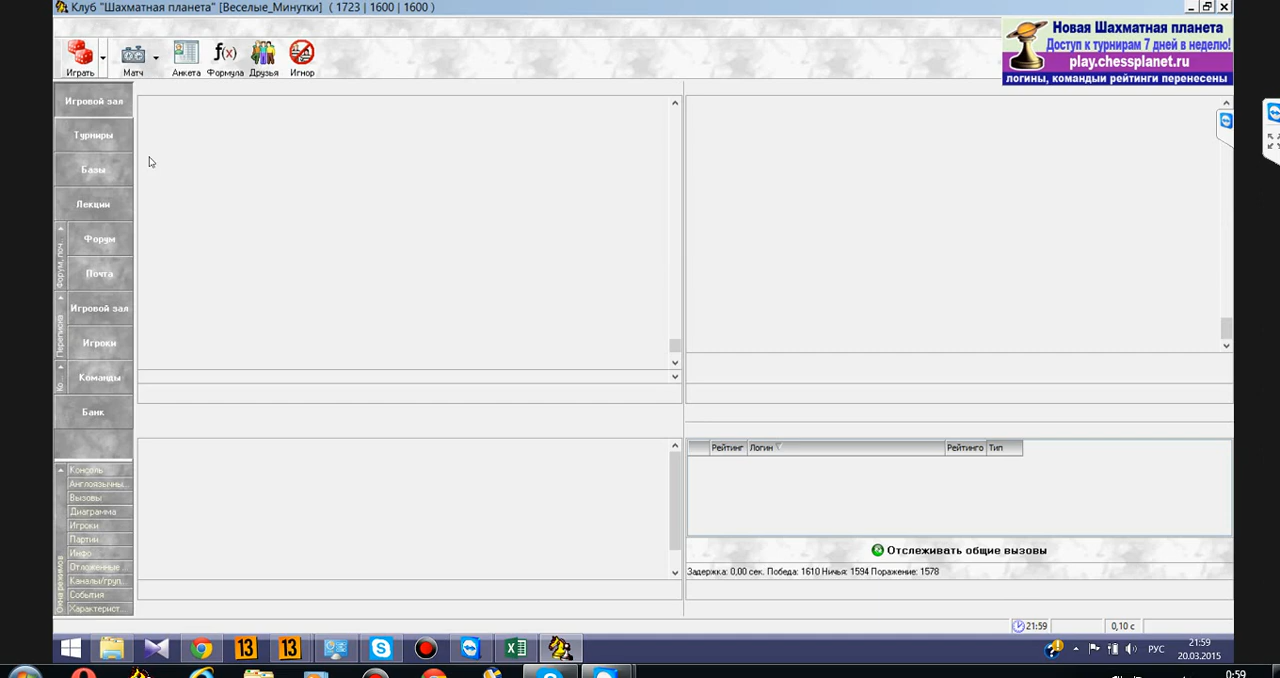 Клуб "Шахматная планета" [Веселые_Минутки] ( 1723 | 1600 | 1600 )
Новая Шахматная планета
Доступ к турнирам 7 дней в неделю!
play.chessplanet.ru
логины, команды и рейтинги перенесены
f(x)
Играть Матч Анкета Формула Друзья Игнор
Игровой зал
Турниры
Базы
Лекции
Форум
Почта
Игровой зал
Переписка
Игроки
Ко...
Команды
Банк
Рейтинг Логин Рейтинго Тип
Консоль
Англоязычны...
Вызовы
Диаграмма
Игроки
Партии
Инфо
Отложенные
Каналы/груп...
События
Характерист...
Отслеживать общие вызовы
Задержка: 0,00 сек. Победа: 1610 Ничья: 1594 Поражение: 1578
21:59 0,10 с
13 13
РУС
21:59
20.03.2015
0:59